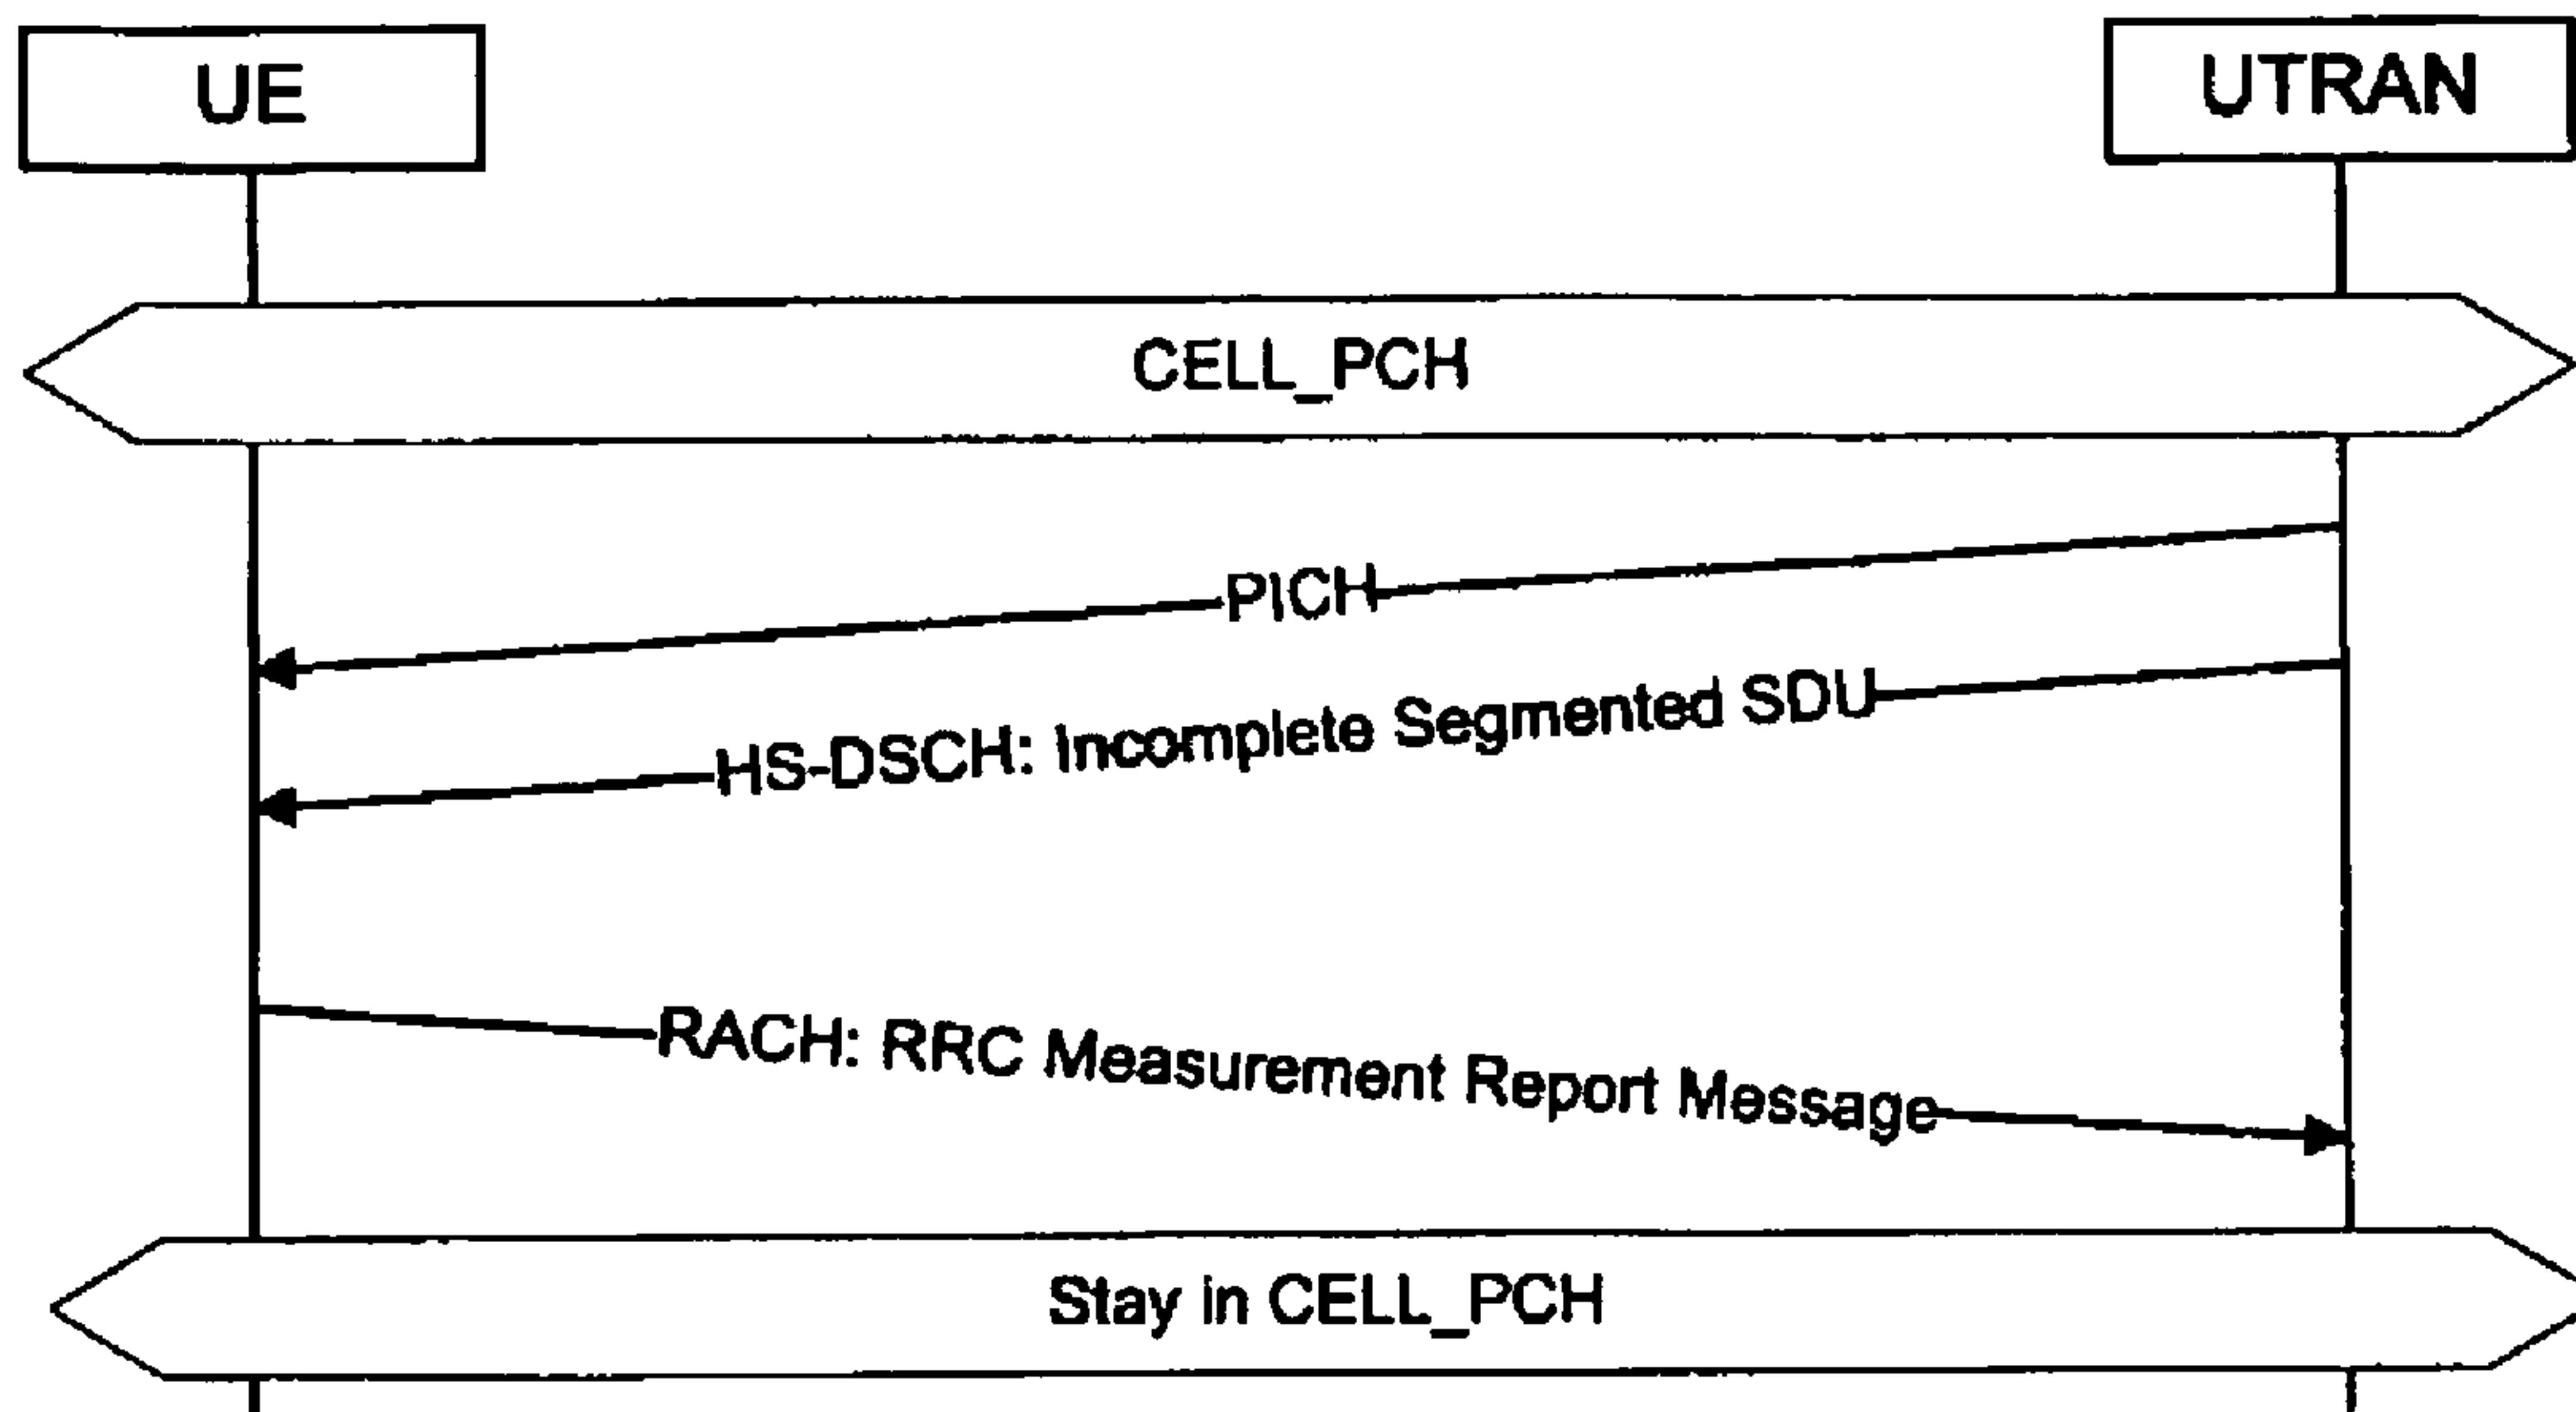 UE
UTRAN
CELL_PCH
PICH
HS-DSCH: Incomplete Segmented SDU
RACH: RRC Measurement Report Message
Stay in CELL_PCH